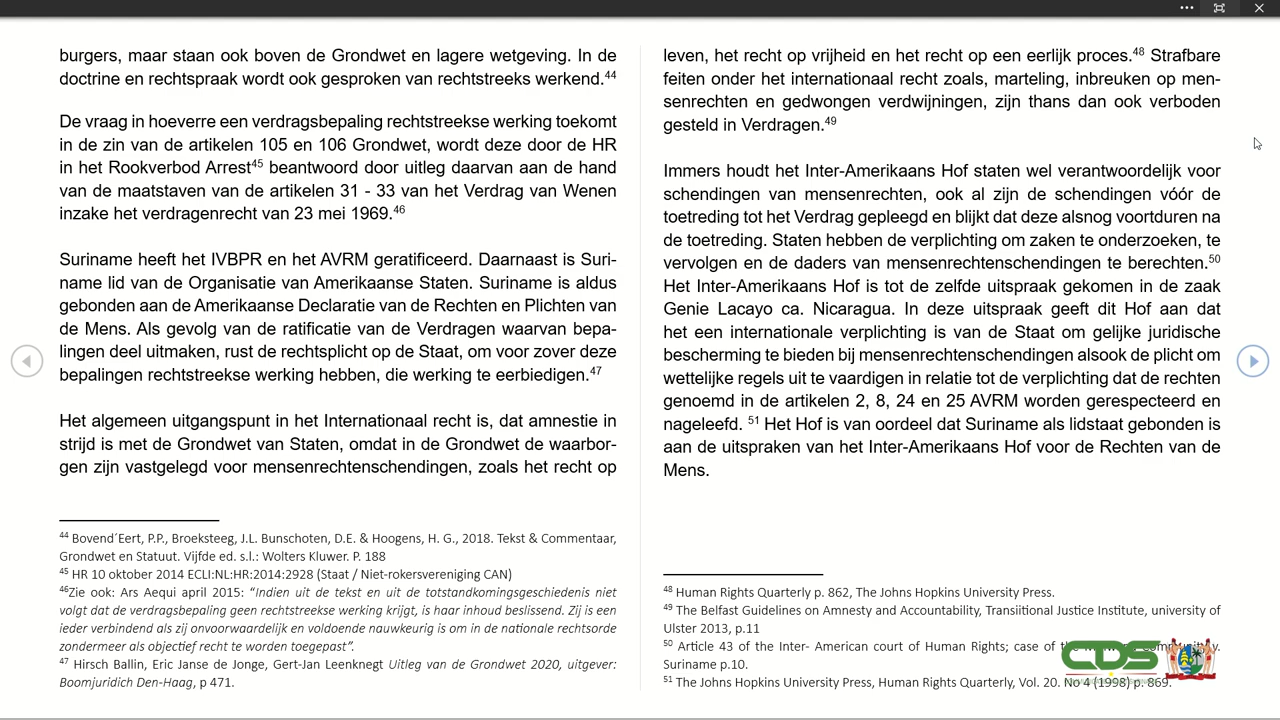 burgers, maar staan ook boven de Grondwet en lagere wetgeving. In de
doctrine en rechtspraak wordt ook gesproken van rechtstreeks werkend.44
De vraag in hoeverre een verdragsbepaling rechtstreekse werking toekomt
in de zin van de artikelen 105 en 106 Grondwet, wordt deze door de HR
in het Rookverbod Arrest45 beantwoord door uitleg daarvan aan de hand
van de maatstaven van de artikelen 31 - 33 van het Verdrag van Wenen
inzake het verdragenrecht van 23 mei 1969.46
Suriname heeft het IVBPR en het AVRM geratificeerd. Daarnaast is Suri-
name lid van de Organisatie van Amerikaanse Staten. Suriname is aldus
gebonden aan de Amerikaanse Declaratie van de Rechten en Plichten van
de Mens. Als gevolg van de ratificatie van de Verdragen waarvan bepa-
lingen deel uitmaken, rust de rechtsplicht op de Staat, om voor zover deze
bepalingen rechtstreekse werking hebben, die werking te eerbiedigen.47
Het algemeen uitgangspunt in het Internationaal recht is, dat amnestie in
strijd is met de Grondwet van Staten, omdat in de Grondwet de waarbor-
gen zijn vastgelegd voor mensenrechtenschendingen, zoals het recht op
44 Bovend´Eert, P.P., Broeksteeg, J.L. Bunschoten, D.E. & Hoogens, H. G., 2018. Tekst & Commentaar,
Grondwet en Statuut. Vijfde ed. s.l.: Wolters Kluwer. P. 188
45 HR 10 oktober 2014 ECLI:NL:HR:2014:2928 (Staat / Niet-rokersvereniging CAN)
46Zie ook: Ars Aequi april 2015: “Indien uit de tekst en uit de totstandkomingsgeschiedenis niet
volgt dat de verdragsbepaling geen rechtstreekse werking krijgt, is haar inhoud beslissend. Zij is een
ieder verbindend als zij onvoorwaardelijk en voldoende nauwkeurig is om in de nationale rechtsorde
zondermeer als objectief recht te worden toegepast”.
47 Hirsch Ballin, Eric Janse de Jonge, Gert-Jan Leenknegt Uitleg van de Grondwet 2020, uitgever:
Boomjuridich Den-Haag, p 471.
leven, het recht op vrijheid en het recht op een eerlijk proces.48 Strafbare
feiten onder het internationaal recht zoals, marteling, inbreuken op men-
senrechten en gedwongen verdwijningen, zijn thans dan ook verboden
gesteld in Verdragen.49
Immers houdt het Inter-Amerikaans Hof staten wel verantwoordelijk voor
schendingen van mensenrechten, ook al zijn de schendingen vóór de
toetreding tot het Verdrag gepleegd en blijkt dat deze alsnog voortduren na
de toetreding. Staten hebben de verplichting om zaken te onderzoeken, te
vervolgen en de daders van mensenrechtenschendingen te berechten.50
Het Inter-Amerikaans Hof is tot de zelfde uitspraak gekomen in de zaak
Genie Lacayo ca. Nicaragua. In deze uitspraak geeft dit Hof aan dat
het een internationale verplichting is van de Staat om gelijke juridische
bescherming te bieden bij mensenrechtenschendingen alsook de plicht om
wettelijke regels uit te vaardigen in relatie tot de verplichting dat de rechten
genoemd in de artikelen 2, 8, 24 en 25 AVRM worden gerespecteerd en
nageleefd. 51 Het Hof is van oordeel dat Suriname als lidstaat gebonden is
aan de uitspraken van het Inter-Amerikaans Hof voor de Rechten van de
Mens.
48 Human Rights Quarterly p. 862, The Johns Hopkins University Press.
49 The Belfast Guidelines on Amnesty and Accountability, Transiitional Justice Institute, university of
Ulster 2013, p.11
50 Article 43 of the Inter- American court of Human Rights; case of
Suriname p.10.
51 The Johns Hopkins University Press, Human Rights Quarterly, Vol. 20. No 4 (1998) p. 869.
CDS